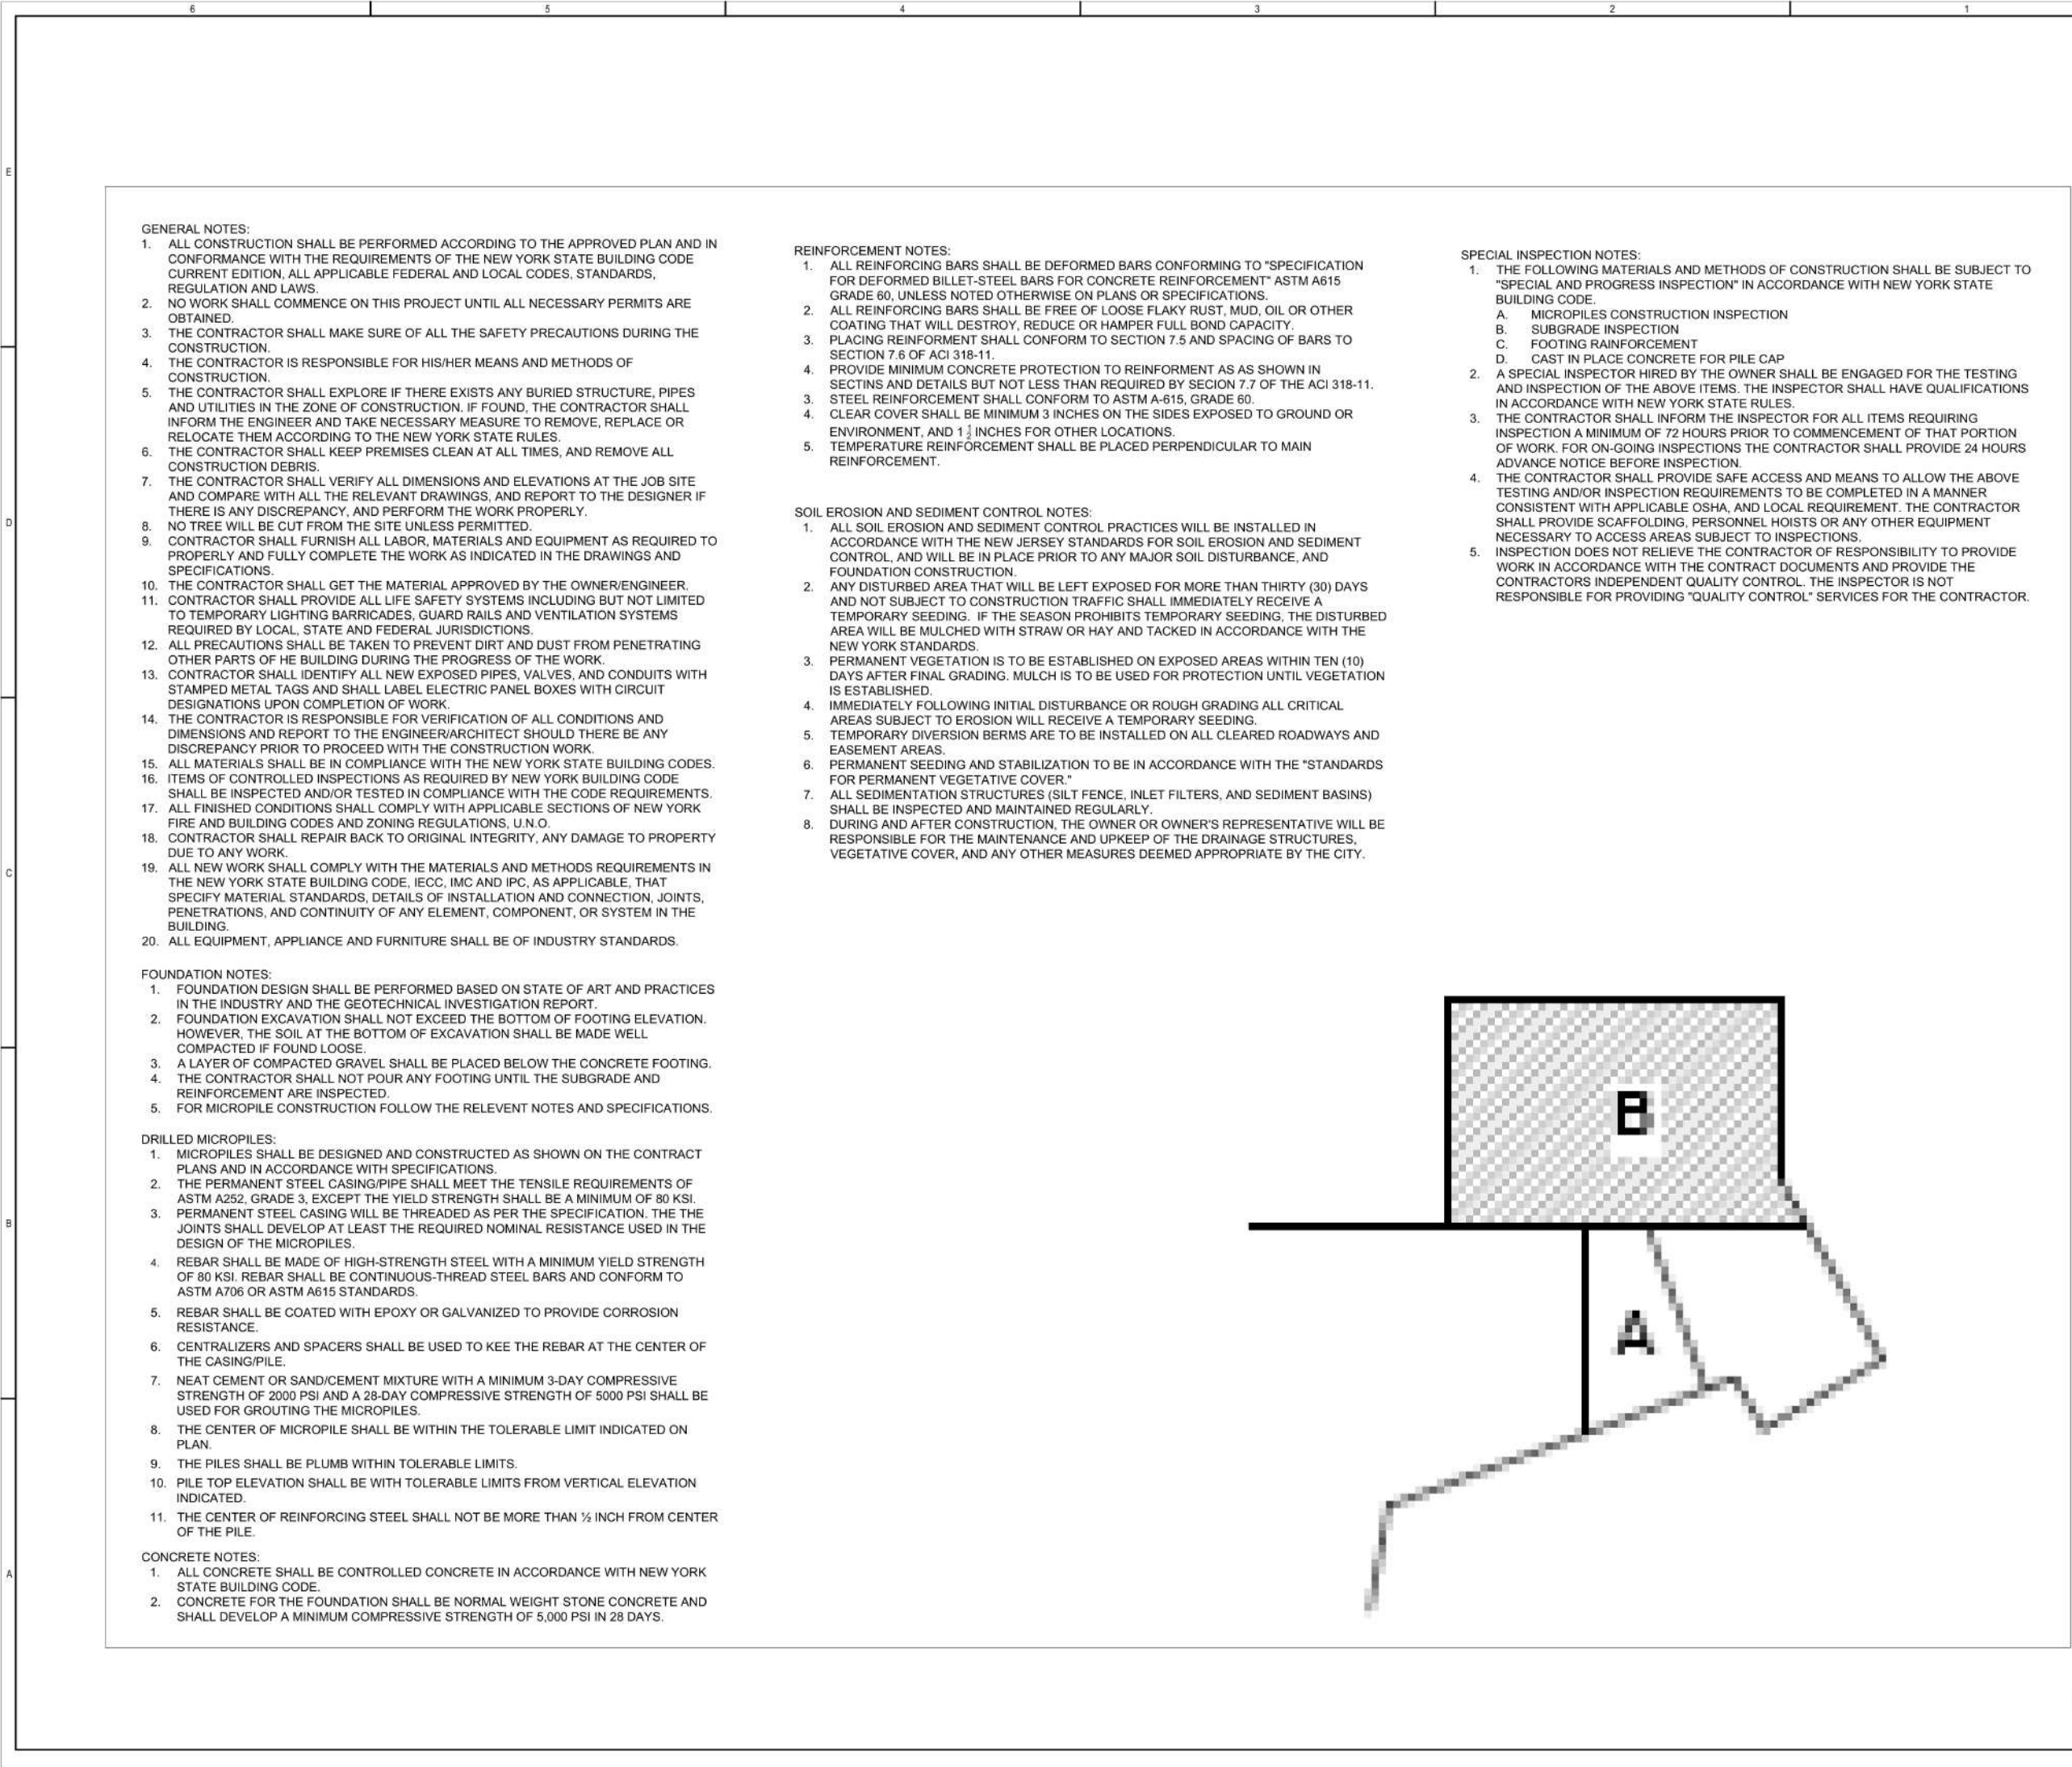 6 5 4 3 2 1
E
D
C
B
A
GENERAL NOTES:
1. ALL CONSTRUCTION SHALL BE PERFORMED ACCORDING TO THE APPROVED PLAN AND IN
CONFORMANCE WITH THE REQUIREMENTS OF THE NEW YORK STATE BUILDING CODE
CURRENT EDITION, ALL APPLICABLE FEDERAL AND LOCAL CODES, STANDARDS,
REGULATION AND LAWS.
2. NO WORK SHALL COMMENCE ON THIS PROJECT UNTIL ALL NECESSARY PERMITS ARE
OBTAINED.
3. THE CONTRACTOR SHALL MAKE SURE OF ALL THE SAFETY PRECAUTIONS DURING THE
CONSTRUCTION.
4. THE CONTRACTOR IS RESPONSIBLE FOR HIS/HER MEANS AND METHODS OF
CONSTRUCTION.
5. THE CONTRACTOR SHALL EXPLORE IF THERE EXISTS ANY BURIED STRUCTURE, PIPES
AND UTILITIES IN THE ZONE OF CONSTRUCTION. IF FOUND, THE CONTRACTOR SHALL
INFORM THE ENGINEER AND TAKE NECESSARY MEASURE TO REMOVE, REPLACE OR
RELOCATE THEM ACCORDING TO THE NEW YORK STATE RULES.
6. THE CONTRACTOR SHALL KEEP PREMISES CLEAN AT ALL TIMES, AND REMOVE ALL
CONSTRUCTION DEBRIS.
7. THE CONTRACTOR SHALL VERIFY ALL DIMENSIONS AND ELEVATIONS AT THE JOB SITE
AND COMPARE WITH ALL THE RELEVANT DRAWINGS, AND REPORT TO THE DESIGNER IF
THERE IS ANY DISCREPANCY, AND PERFORM THE WORK PROPERLY.
8. NO TREE WILL BE CUT FROM THE SITE UNLESS PERMITTED.
9. CONTRACTOR SHALL FURNISH ALL LABOR, MATERIALS AND EQUIPMENT AS REQUIRED TO
PROPERLY AND FULLY COMPLETE THE WORK AS INDICATED IN THE DRAWINGS AND
SPECIFICATIONS.
10. THE CONTRACTOR SHALL GET THE MATERIAL APPROVED BY THE OWNER/ENGINEER.
11. CONTRACTOR SHALL PROVIDE ALL LIFE SAFETY SYSTEMS INCLUDING BUT NOT LIMITED
TO TEMPORARY LIGHTING BARRICADES, GUARD RAILS AND VENTILATION SYSTEMS
REQUIRED BY LOCAL, STATE AND FEDERAL JURISDICTIONS.
12. ALL PRECAUTIONS SHALL BE TAKEN TO PREVENT DIRT AND DUST FROM PENETRATING
OTHER PARTS OF HE BUILDING DURING THE PROGRESS OF THE WORK.
13. CONTRACTOR SHALL IDENTIFY ALL NEW EXPOSED PIPES, VALVES, AND CONDUITS WITH
STAMPED METAL TAGS AND SHALL LABEL ELECTRIC PANEL BOXES WITH CIRCUIT
DESIGNATIONS UPON COMPLETION OF WORK.
14. THE CONTRACTOR IS RESPONSIBLE FOR VERIFICATION OF ALL CONDITIONS AND
DIMENSIONS AND REPORT TO THE ENGINEER/ARCHITECT SHOULD THERE BE ANY
DISCREPANCY PRIOR TO PROCEED WITH THE CONSTRUCTION WORK.
15. ALL MATERIALS SHALL BE IN COMPLIANCE WITH THE NEW YORK STATE BUILDING CODES.
16. ITEMS OF CONTROLLED INSPECTIONS AS REQUIRED BY NEW YORK BUILDING CODE
SHALL BE INSPECTED AND/OR TESTED IN COMPLIANCE WITH THE CODE REQUIREMENTS.
17. ALL FINISHED CONDITIONS SHALL COMPLY WITH APPLICABLE SECTIONS OF NEW YORK
FIRE AND BUILDING CODES AND ZONING REGULATIONS, U.N.O.
18. CONTRACTOR SHALL REPAIR BACK TO ORIGINAL INTEGRITY, ANY DAMAGE TO PROPERTY
DUE TO ANY WORK.
19. ALL NEW WORK SHALL COMPLY WITH THE MATERIALS AND METHODS REQUIREMENTS IN
THE NEW YORK STATE BUILDING CODE, IECC, IMC AND IPC, AS APPLICABLE, THAT
SPECIFY MATERIAL STANDARDS, DETAILS OF INSTALLATION AND CONNECTION, JOINTS,
PENETRATIONS, AND CONTINUITY OF ANY ELEMENT, COMPONENT, OR SYSTEM IN THE
BUILDING.
20. ALL EQUIPMENT, APPLIANCE AND FURNITURE SHALL BE OF INDUSTRY STANDARDS.
FOUNDATION NOTES:
1. FOUNDATION DESIGN SHALL BE PERFORMED BASED ON STATE OF ART AND PRACTICES
IN THE INDUSTRY AND THE GEOTECHNICAL INVESTIGATION REPORT.
2. FOUNDATION EXCAVATION SHALL NOT EXCEED THE BOTTOM OF FOOTING ELEVATION.
HOWEVER, THE SOIL AT THE BOTTOM OF EXCAVATION SHALL BE MADE WELL
COMPACTED IF FOUND LOOSE.
3. A LAYER OF COMPACTED GRAVEL SHALL BE PLACED BELOW THE CONCRETE FOOTING.
4. THE CONTRACTOR SHALL NOT POUR ANY FOOTING UNTIL THE SUBGRADE AND
REINFORCEMENT ARE INSPECTED.
5. FOR MICROPILE CONSTRUCTION FOLLOW THE RELEVENT NOTES AND SPECIFICATIONS.
DRILLED MICROPILES:
1. MICROPILES SHALL BE DESIGNED AND CONSTRUCTED AS SHOWN ON THE CONTRACT
PLANS AND IN ACCORDANCE WITH SPECIFICATIONS.
2. THE PERMANENT STEEL CASING/PIPE SHALL MEET THE TENSILE REQUIREMENTS OF
ASTM A252, GRADE 3, EXCEPT THE YIELD STRENGTH SHALL BE A MINIMUM OF 80 KSI.
3. PERMANENT STEEL CASING WILL BE THREADED AS PER THE SPECIFICATION. THE THE
JOINTS SHALL DEVELOP AT LEAST THE REQUIRED NOMINAL RESISTANCE USED IN THE
DESIGN OF THE MICROPILES.
4. REBAR SHALL BE MADE OF HIGH-STRENGTH STEEL WITH A MINIMUM YIELD STRENGTH
OF 80 KSI. REBAR SHALL BE CONTINUOUS-THREAD STEEL BARS AND CONFORM TO
ASTM A706 OR ASTM A615 STANDARDS.
5. REBAR SHALL BE COATED WITH EPOXY OR GALVANIZED TO PROVIDE CORROSION
RESISTANCE.
6. CENTRALIZERS AND SPACERS SHALL BE USED TO KEE THE REBAR AT THE CENTER OF
THE CASING/PILE.
7. NEAT CEMENT OR SAND/CEMENT MIXTURE WITH A MINIMUM 3-DAY COMPRESSIVE
STRENGTH OF 2000 PSI AND A 28-DAY COMPRESSIVE STRENGTH OF 5000 PSI SHALL BE
USED FOR GROUTING THE MICROPILES.
8. THE CENTER OF MICROPILE SHALL BE WITHIN THE TOLERABLE LIMIT INDICATED ON
PLAN.
9. THE PILES SHALL BE PLUMB WITHIN TOLERABLE LIMITS.
10. PILE TOP ELEVATION SHALL BE WITH TOLERABLE LIMITS FROM VERTICAL ELEVATION
INDICATED.
11. THE CENTER OF REINFORCING STEEL SHALL NOT BE MORE THAN ½ INCH FROM CENTER
OF THE PILE.
CONCRETE NOTES:
1. ALL CONCRETE SHALL BE CONTROLLED CONCRETE IN ACCORDANCE WITH NEW YORK
STATE BUILDING CODE.
2. CONCRETE FOR THE FOUNDATION SHALL BE NORMAL WEIGHT STONE CONCRETE AND
SHALL DEVELOP A MINIMUM COMPRESSIVE STRENGTH OF 5,000 PSI IN 28 DAYS.
REINFORCEMENT NOTES:
1. ALL REINFORCING BARS SHALL BE DEFORMED BARS CONFORMING TO "SPECIFICATION
FOR DEFORMED BILLET-STEEL BARS FOR CONCRETE REINFORCEMENT" ASTM A615
GRADE 60, UNLESS NOTED OTHERWISE ON PLANS OR SPECIFICATIONS.
2. ALL REINFORCING BARS SHALL BE FREE OF LOOSE FLAKY RUST, MUD, OIL OR OTHER
COATING THAT WILL DESTROY, REDUCE OR HAMPER FULL BOND CAPACITY.
3. PLACING REINFORMENT SHALL CONFORM TO SECTION 7.5 AND SPACING OF BARS TO
SECTION 7.6 OF ACI 318-11.
4. PROVIDE MINIMUM CONCRETE PROTECTION TO REINFORMENT AS AS SHOWN IN
SECTINS AND DETAILS BUT NOT LESS THAN REQUIRED BY SECION 7.7 OF THE ACI 318-11.
3. STEEL REINFORCEMENT SHALL CONFORM TO ASTM A-615, GRADE 60.
4. CLEAR COVER SHALL BE MINIMUM 3 INCHES ON THE SIDES EXPOSED TO GROUND OR
ENVIRONMENT, AND 1 ½ INCHES FOR OTHER LOCATIONS.
5. TEMPERATURE REINFORCEMENT SHALL BE PLACED PERPENDICULAR TO MAIN
REINFORCEMENT.
SOIL EROSION AND SEDIMENT CONTROL NOTES:
1. ALL SOIL EROSION AND SEDIMENT CONTROL PRACTICES WILL BE INSTALLED IN
ACCORDANCE WITH THE NEW JERSEY STANDARDS FOR SOIL EROSION AND SEDIMENT
CONTROL, AND WILL BE IN PLACE PRIOR TO ANY MAJOR SOIL DISTURBANCE, AND
FOUNDATION CONSTRUCTION.
2. ANY DISTURBED AREA THAT WILL BE LEFT EXPOSED FOR MORE THAN THIRTY (30) DAYS
AND NOT SUBJECT TO CONSTRUCTION TRAFFIC SHALL IMMEDIATELY RECEIVE A
TEMPORARY SEEDING. IF THE SEASON PROHIBITS TEMPORARY SEEDING, THE DISTURBED
AREA WILL BE MULCHED WITH STRAW OR HAY AND TACKED IN ACCORDANCE WITH THE
NEW YORK STANDARDS.
3. PERMANENT VEGETATION IS TO BE ESTABLISHED ON EXPOSED AREAS WITHIN TEN (10)
DAYS AFTER FINAL GRADING. MULCH IS TO BE USED FOR PROTECTION UNTIL VEGETATION
IS ESTABLISHED.
4. IMMEDIATELY FOLLOWING INITIAL DISTURBANCE OR ROUGH GRADING ALL CRITICAL
AREAS SUBJECT TO EROSION WILL RECEIVE A TEMPORARY SEEDING.
5. TEMPORARY DIVERSION BERMS ARE TO BE INSTALLED ON ALL CLEARED ROADWAYS AND
EASEMENT AREAS.
6. PERMANENT SEEDING AND STABILIZATION TO BE IN ACCORDANCE WITH THE "STANDARDS
FOR PERMANENT VEGETATIVE COVER."
7. ALL SEDIMENTATION STRUCTURES (SILT FENCE, INLET FILTERS, AND SEDIMENT BASINS)
SHALL BE INSPECTED AND MAINTAINED REGULARLY.
8. DURING AND AFTER CONSTRUCTION, THE OWNER OR OWNER'S REPRESENTATIVE WILL BE
RESPONSIBLE FOR THE MAINTENANCE AND UPKEEP OF THE DRAINAGE STRUCTURES,
VEGETATIVE COVER, AND ANY OTHER MEASURES DEEMED APPROPRIATE BY THE CITY.
SPECIAL INSPECTION NOTES:
1. THE FOLLOWING MATERIALS AND METHODS OF CONSTRUCTION SHALL BE SUBJECT TO
"SPECIAL AND PROGRESS INSPECTION" IN ACCORDANCE WITH NEW YORK STATE
BUILDING CODE.
A. MICROPILES CONSTRUCTION INSPECTION
B. SUBGRADE INSPECTION
C. FOOTING RAINFORCEMENT
D. CAST IN PLACE CONCRETE FOR PILE CAP
2. A SPECIAL INSPECTOR HIRED BY THE OWNER SHALL BE ENGAGED FOR THE TESTING
AND INSPECTION OF THE ABOVE ITEMS. THE INSPECTOR SHALL HAVE QUALIFICATIONS
IN ACCORDANCE WITH NEW YORK STATE RULES.
3. THE CONTRACTOR SHALL INFORM THE INSPECTOR FOR ALL ITEMS REQUIRING
INSPECTION A MINIMUM OF 72 HOURS PRIOR TO COMMENCEMENT OF THAT PORTION
OF WORK. FOR ON-GOING INSPECTIONS THE CONTRACTOR SHALL PROVIDE 24 HOURS
ADVANCE NOTICE BEFORE INSPECTION.
4. THE CONTRACTOR SHALL PROVIDE SAFE ACCESS AND MEANS TO ALLOW THE ABOVE
TESTING AND/OR INSPECTION REQUIREMENTS TO BE COMPLETED IN A MANNER
CONSISTENT WITH APPLICABLE OSHA, AND LOCAL REQUIREMENT. THE CONTRACTOR
SHALL PROVIDE SCAFFOLDING, PERSONNEL HOISTS OR ANY OTHER EQUIPMENT
NECESSARY TO ACCESS AREAS SUBJECT TO INSPECTIONS.
5. INSPECTION DOES NOT RELIEVE THE CONTRACTOR OF RESPONSIBILITY TO PROVIDE
WORK IN ACCORDANCE WITH THE CONTRACT DOCUMENTS AND PROVIDE THE
CONTRACTORS INDEPENDENT QUALITY CONTROL. THE INSPECTOR IS NOT
RESPONSIBLE FOR PROVIDING "QUALITY CONTROL" SERVICES FOR THE CONTRACTOR.
B
A